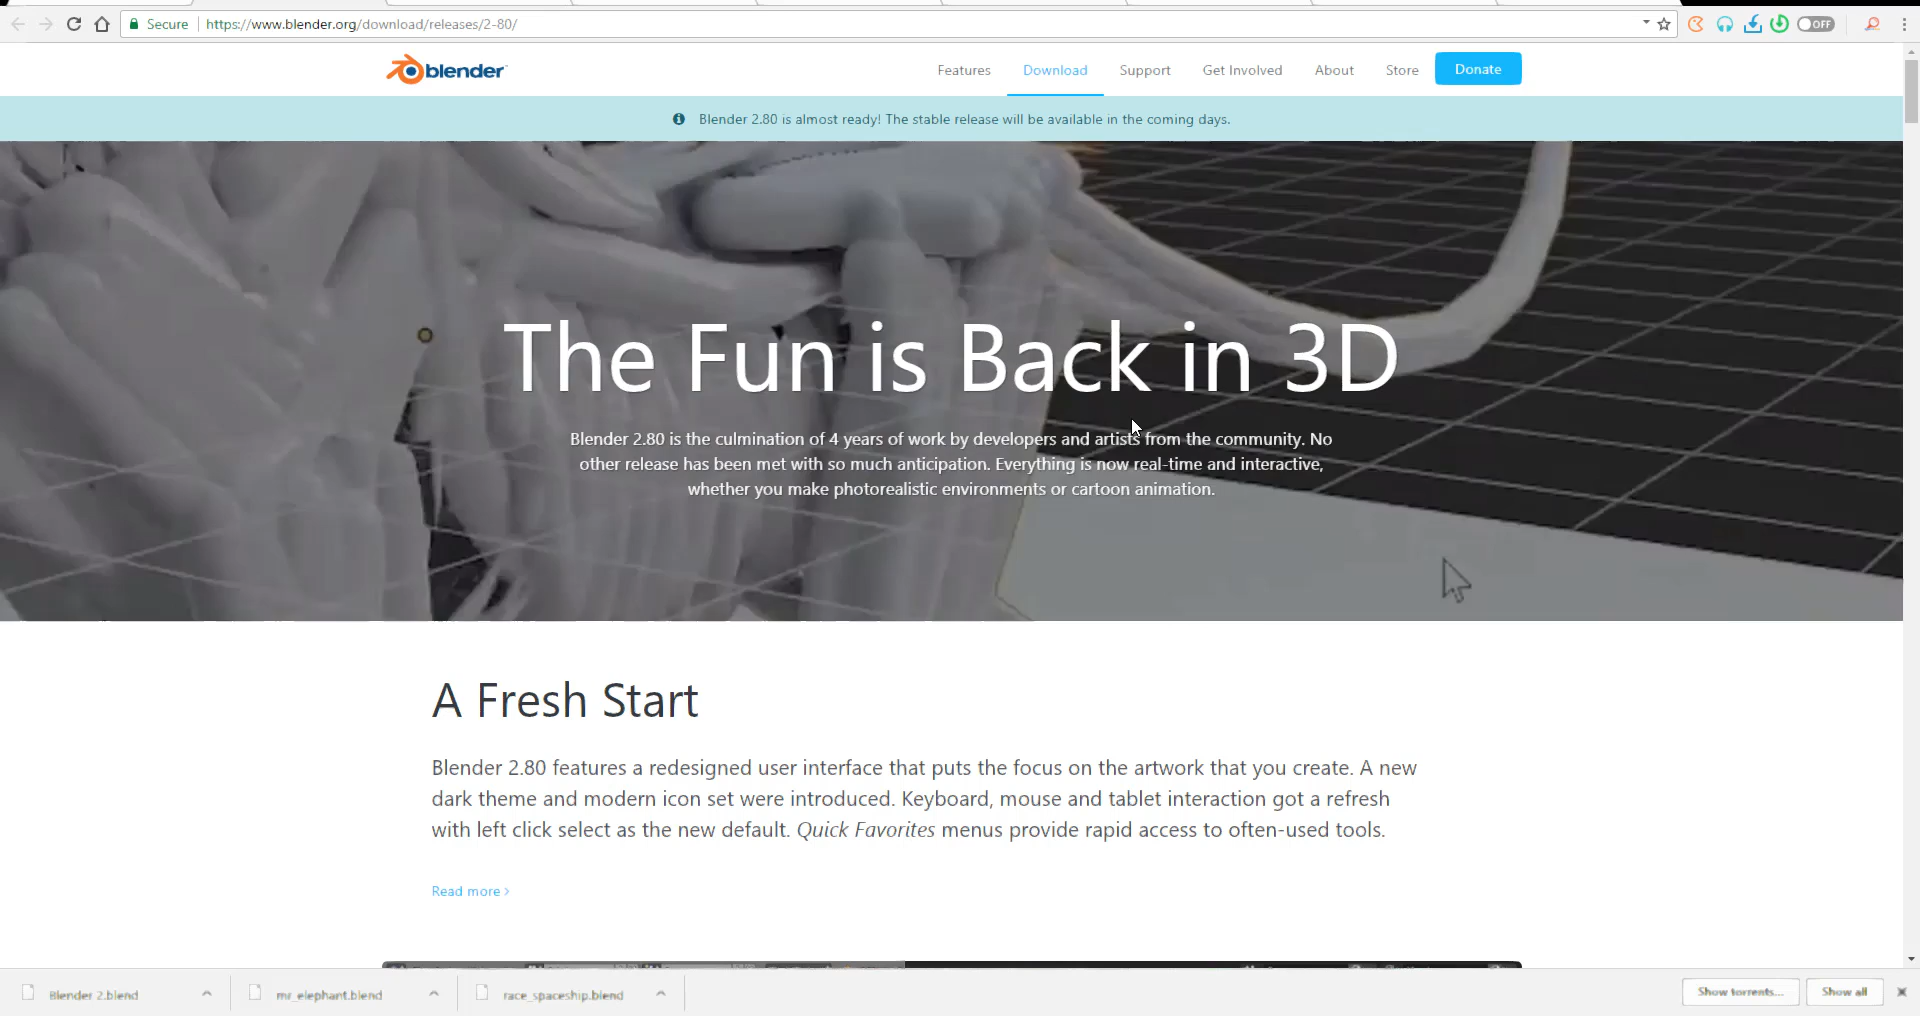 Secure https://www.blender.org/download/releases/2-80/
OFF
blender
Features Download Support Get Involved About Store Donate
Blender 2.80 is almost ready! The stable release will be available in the coming days.
The Fun is Back in 3D
Blender 2.80 is the culmination of 4 years of work by developers and artists from the community. No
other release has been met with so much anticipation. Everything is now real-time and interactive,
whether you make photorealistic environments or cartoon animation.
A Fresh Start
Blender 2.80 features a redesigned user interface that puts the focus on the artwork that you create. A new
dark theme and modern icon set were introduced. Keyboard, mouse and tablet interaction got a refresh
with left click select as the new default. Quick Favorites menus provide rapid access to often-used tools.
Read more ›
Blender 2.blend mr_elephant.blend race_spaceship.blend Show torrents... Show all